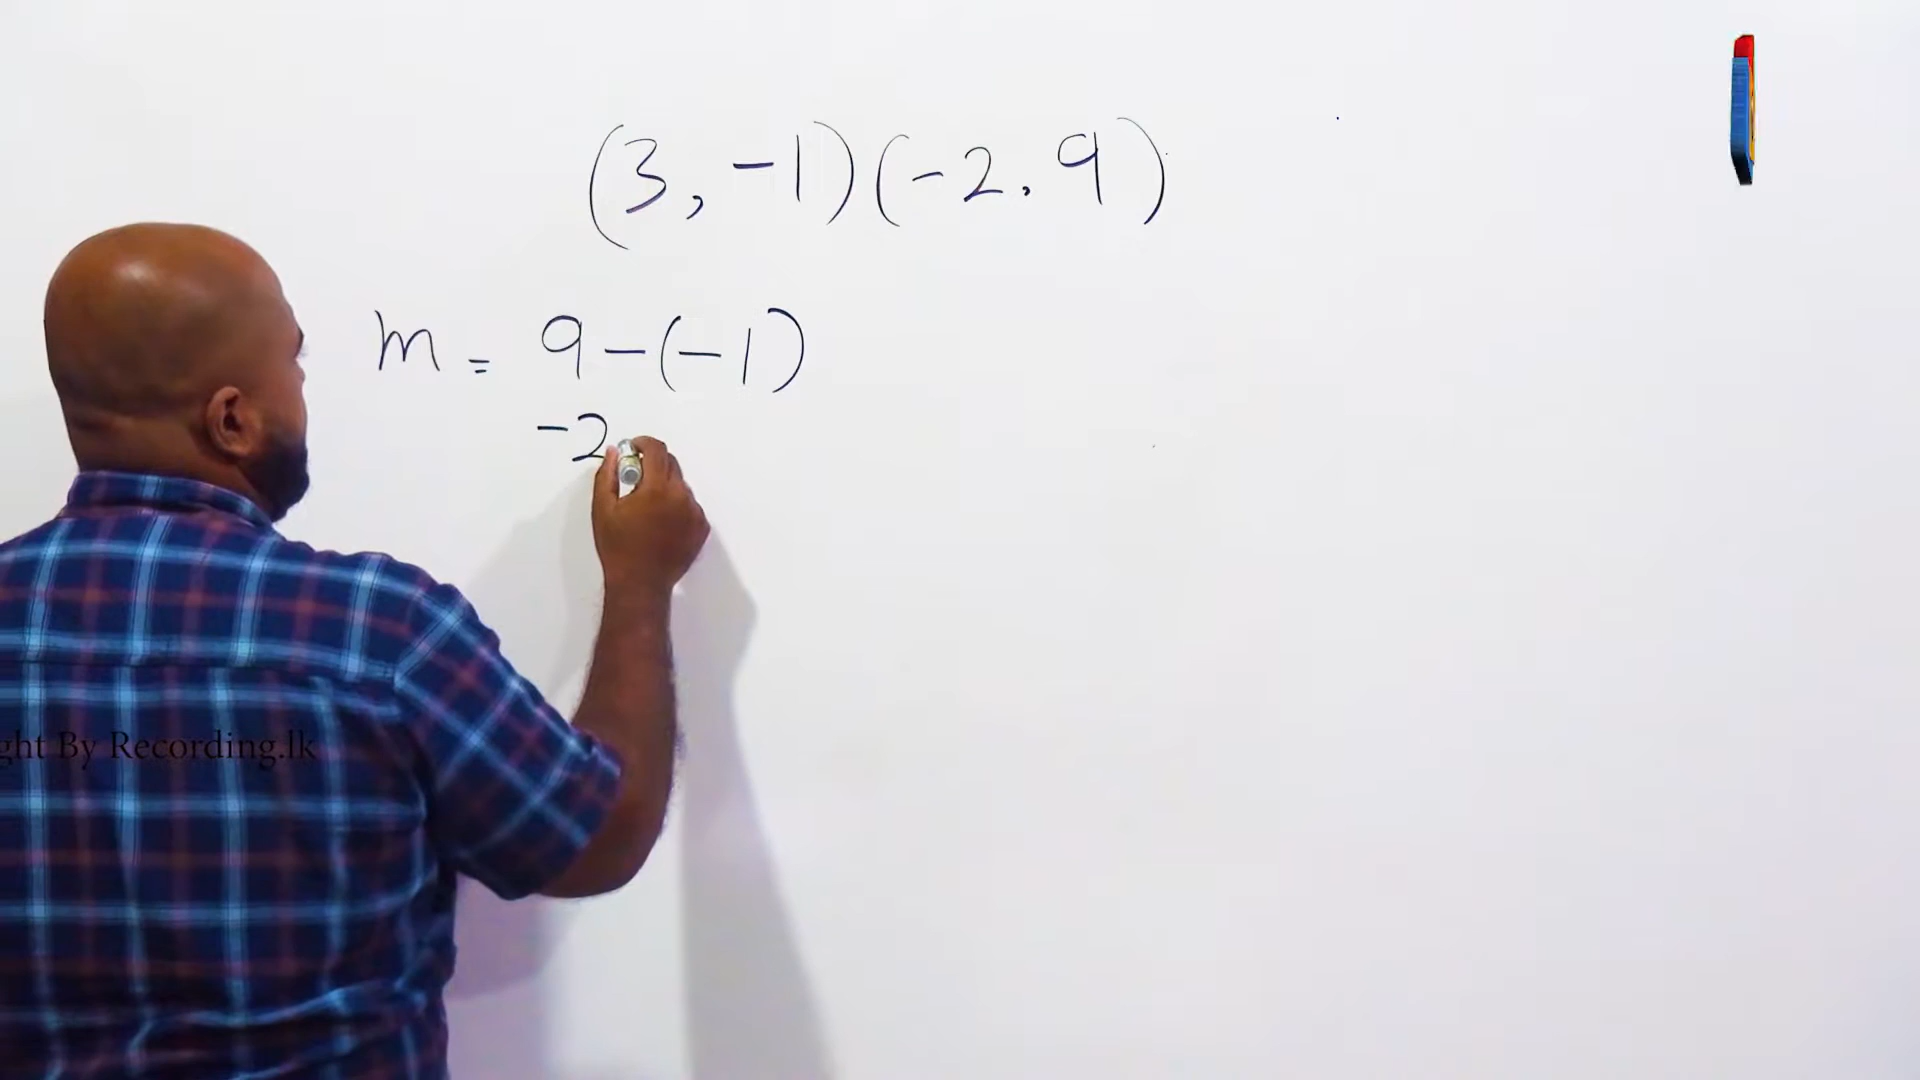 (3, -1)(-2, 9)
m = 9-(-1)
-2
ght By Recording.lk